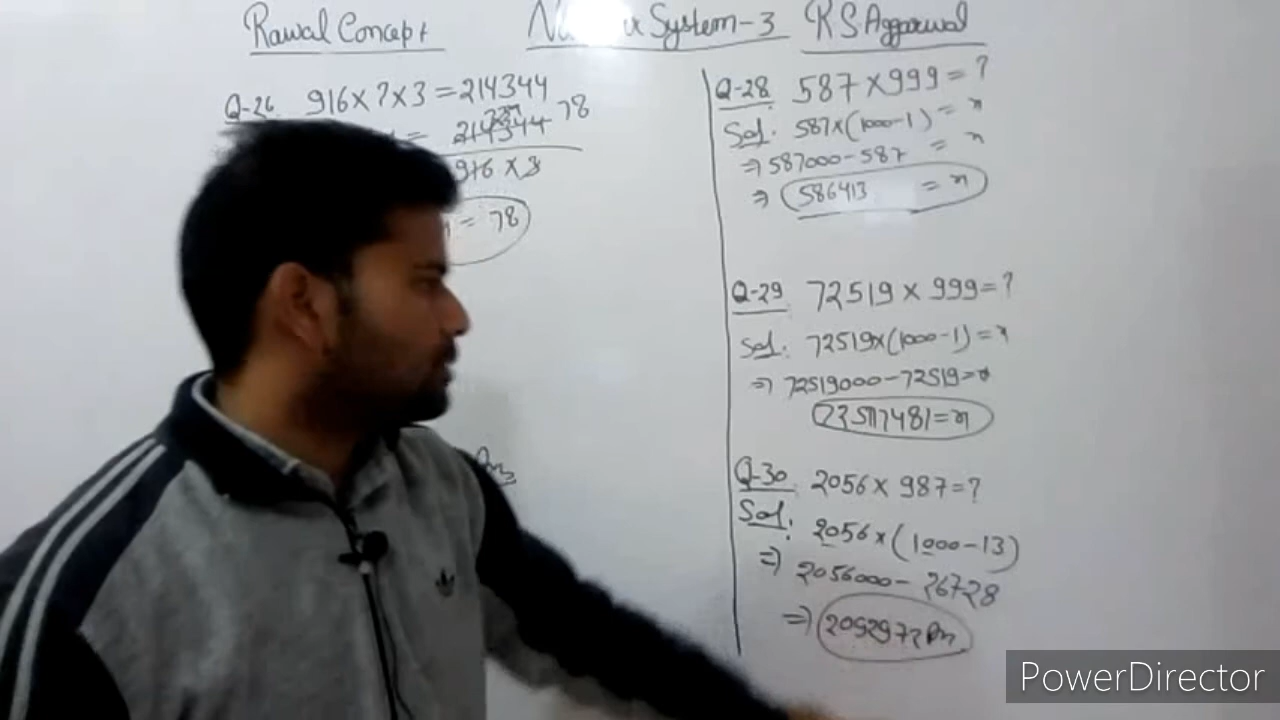 Rawal Concept
System-3
RS Aggarwal
Q-26 916×?×3=214344
= 214344 78
916 ×3
= 78
Ans
Q-28 587×999=?
Sol: 587×(1000-1) = x
⇒587000-587 = x
⇒ 586413 = x
Q-29 72519×999=?
Sol: 72519×(1000-1)=x
⇒72519000-72519=x
=x
Q-30 2056×987=?
Sol: 2056×(1000-13)
⇒ 2056000- 26728
⇒
PowerDirector